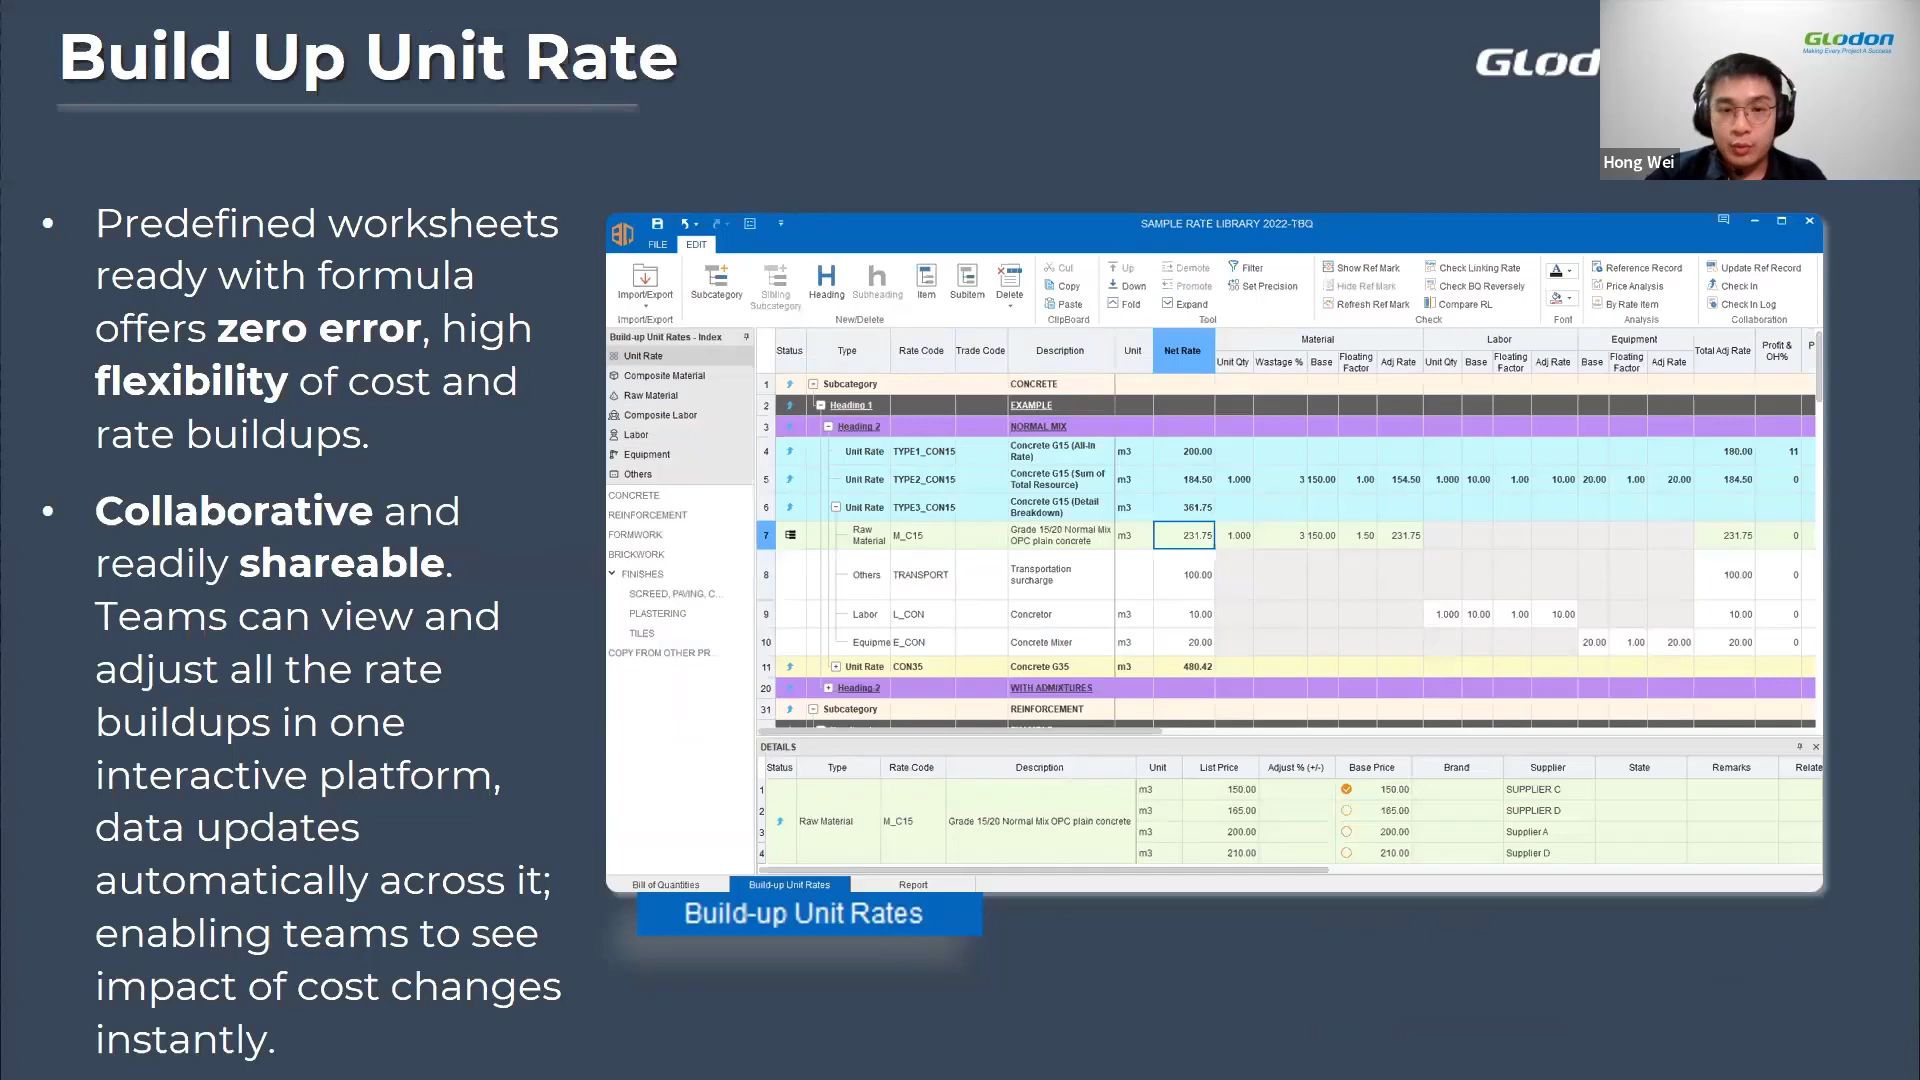 Build Up Unit Rate
GLOD
GLODON
Making Every Project A Success
Hong Wei
• Predefined worksheets
ready with formula
offers zero error, high
flexibility of cost and
rate buildups.
• Collaborative and
readily shareable.
Teams can view and
adjust all the rate
buildups in one
interactive platform,
data updates
automatically across it;
enabling teams to see
impact of cost changes
instantly.
SAMPLE RATE LIBRARY 2022-TBQ
FILE EDIT
Import/Export Subcategory Sibling Subcategory Heading Subheading Item Subitem Delete
Cut Up Demote Filter Show Ref Mark Check Linking Rate Reference Record Update Ref Record
Copy Down Promote Set Precision Hide Ref Mark Check BQ Reversely Price Analysis Check In
Paste Fold Expand Refresh Ref Mark Compare RL By Rate Item Check In Log
Import/Export New/Delete ClipBoard Tool Check Font Analysis Collaboration
Build-up Unit Rates - Index
Unit Rate
Composite Material
Raw Material
Composite Labor
Labor
Equipment
Others
CONCRETE
REINFORCEMENT
FORMWORK
BRICKWORK
FINISHES
SCREED, PAVING, C...
PLASTERING
TILES
COPY FROM OTHER PR...
Status Type Rate Code Trade Code Description Unit Net Rate Material Labor Equipment Total Adj Rate Profit & OH% P
Unit Qty Wastage % Base Floating Factor Adj Rate Unit Qty Base Floating Factor Adj Rate Base Floating Factor Adj Rate
1 Subcategory CONCRETE
2 Heading 1 EXAMPLE
3 Heading 2 NORMAL MIX
4 Unit Rate TYPE1_CON15 Concrete G15 (All-In Rate) m3 200.00 180.00 11
5 Unit Rate TYPE2_CON15 Concrete G15 (Sum of Total Resource) m3 184.50 1.000 3 150.00 1.00 154.50 1.000 10.00 1.00 10.00 20.00 1.00 20.00 184.50 0
6 Unit Rate TYPE3_CON15 Concrete G15 (Detail Breakdown) m3 361.75
7 Raw Material M_C15 Grade 15/20 Normal Mix OPC plain concrete m3 231.75 1.000 3 150.00 1.50 231.75 231.75 0
8 Others TRANSPORT Transportation surcharge m3 100.00 100.00 0
9 Labor L_CON Concretor m3 10.00 1.000 10.00 1.00 10.00 10.00 0
10 Equipme E_CON Concrete Mixer m3 20.00 20.00 1.00 20.00 20.00 0
11 Unit Rate CON35 Concrete G35 m3 480.42
20 Heading 2 WITH ADMIXTURES
31 Subcategory REINFORCEMENT
DETAILS
Status Type Rate Code Description Unit List Price Adjust % (+/-) Base Price Brand Supplier State Remarks Relate
1 m3 150.00 150.00 SUPPLIER C
2 m3 165.00 165.00 SUPPLIER D
Raw Material M_C15 Grade 15/20 Normal Mix OPC plain concrete
3 m3 200.00 200.00 Supplier A
4 m3 210.00 210.00 Supplier D
Bill of Quantities Build-up Unit Rates Report
Build-up Unit Rates